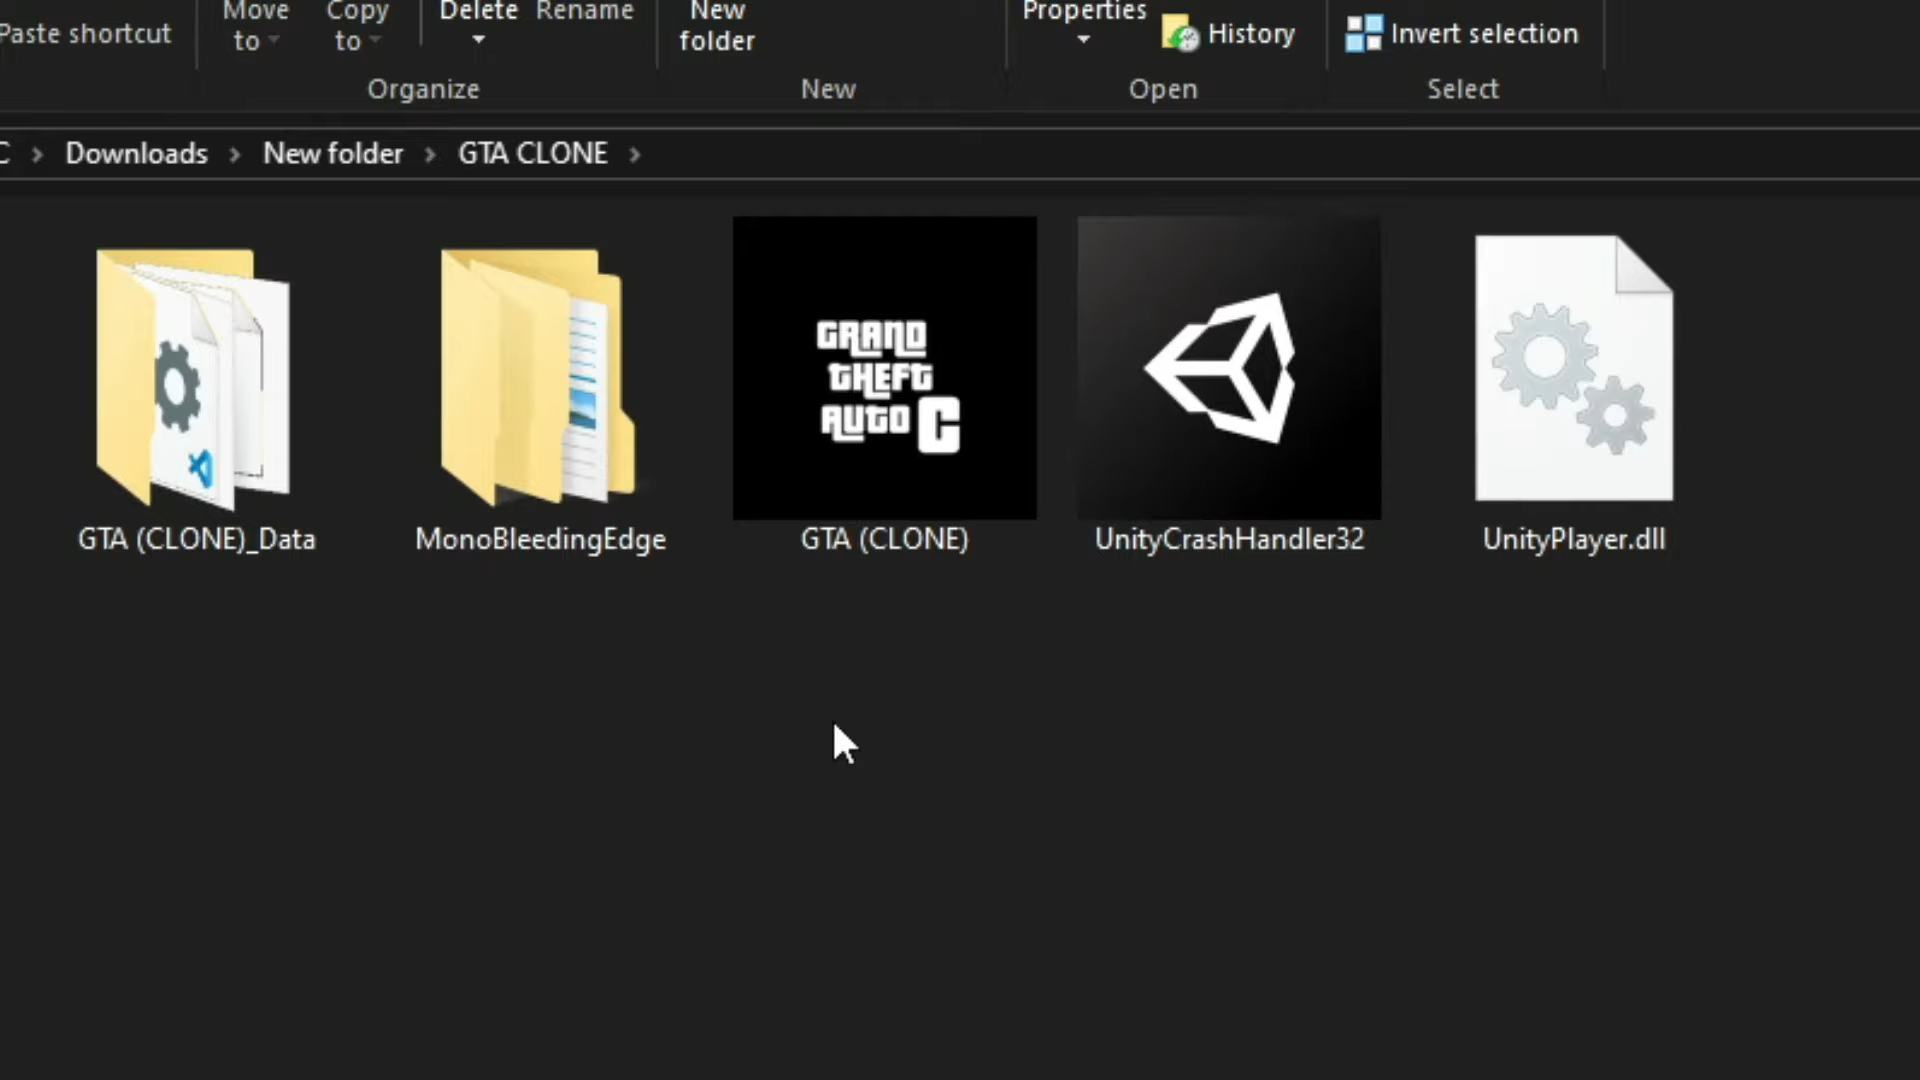 Paste shortcut
Move
to
Copy
to
Delete
Rename
New
folder
Properties
History
Invert selection
Organize
New
Open
Select
C > Downloads > New folder > GTA CLONE >
GRAND
THEFT
AUTO C
GTA (CLONE)_Data
MonoBleedingEdge
GTA (CLONE)
UnityCrashHandler32
UnityPlayer.dll